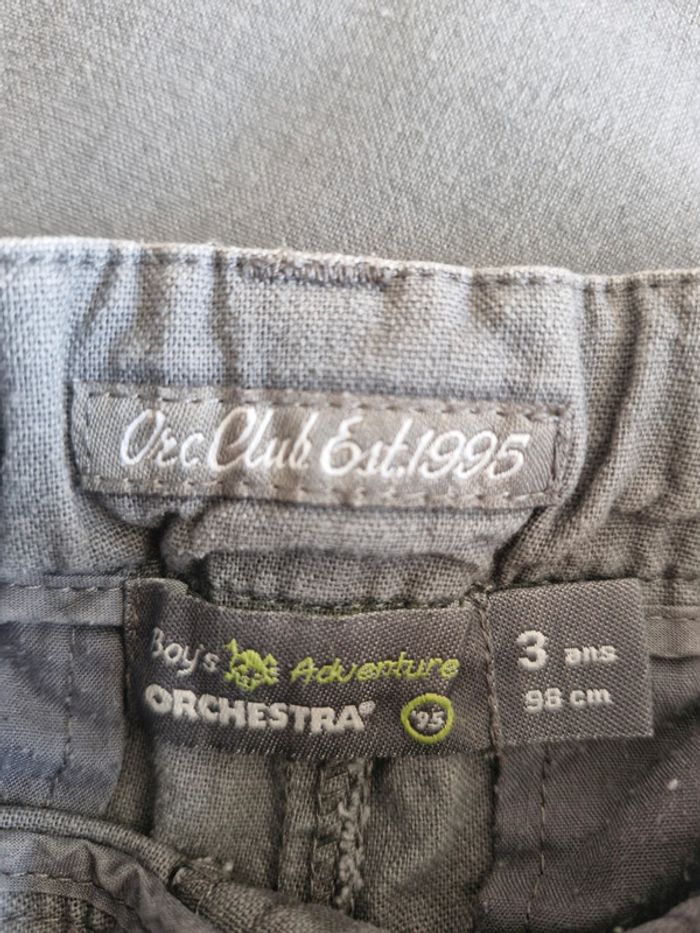 Orc.Club. Est.1995
Boy's Adventure
ORCHESTRA® '95
3 ans
98 cm